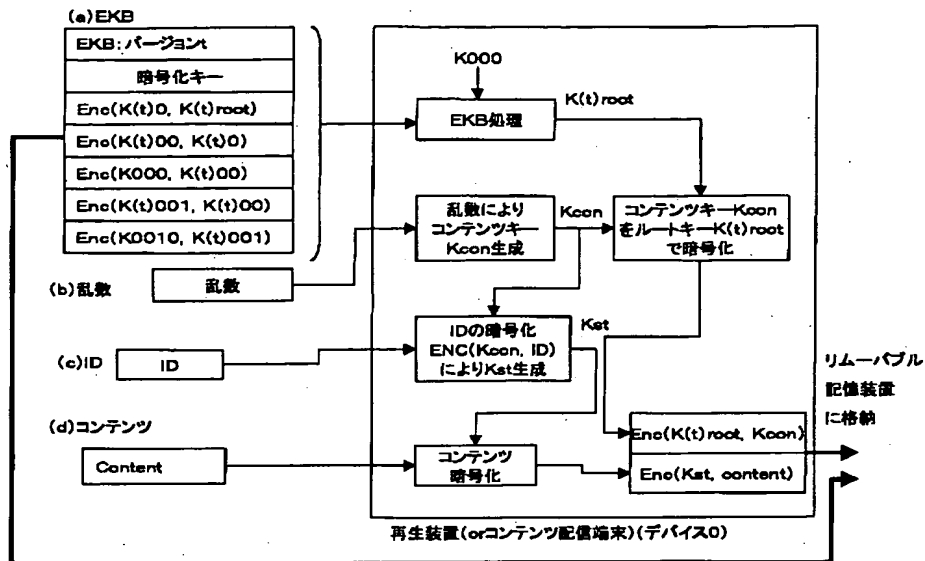 (a)EKB
EKB:バージョンt
暗号化キー
Enc(K(t)0, K(t)root)
Enc(K(t)00, K(t)0)
Enc(K000, K(t)00)
Enc(K(t)001, K(t)00)
Enc(K0010, K(t)001)
K000
EKB処理
K(t)root
乱数により
コンテンツキー
Kcon生成
Kcon
コンテンツキーKcon
をルートキーK(t)root
で暗号化
(b)乱数
乱数
(c)ID
ID
IDの暗号化
ENC(Kcon, ID)
によりKst生成
Kst
(d)コンテンツ
Content
コンテンツ
暗号化
Enc(K(t)root, Kcon)
Enc(Kst, content)
リムーバブル
記憶装置
に格納
再生装置(orコンテンツ配信端末)(デバイス0)